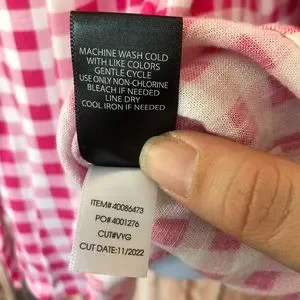 MACHINE WASH COLD
WITH LIKE COLORS
GENTLE CYCLE
USE ONLY NON-CHLORINE
BLEACH IF NEEDED
LINE DRY
COOL IRON IF NEEDED
ITEM# 40086473
PO# 4001276
CUT#VYG
CUT DATE: 11/2022